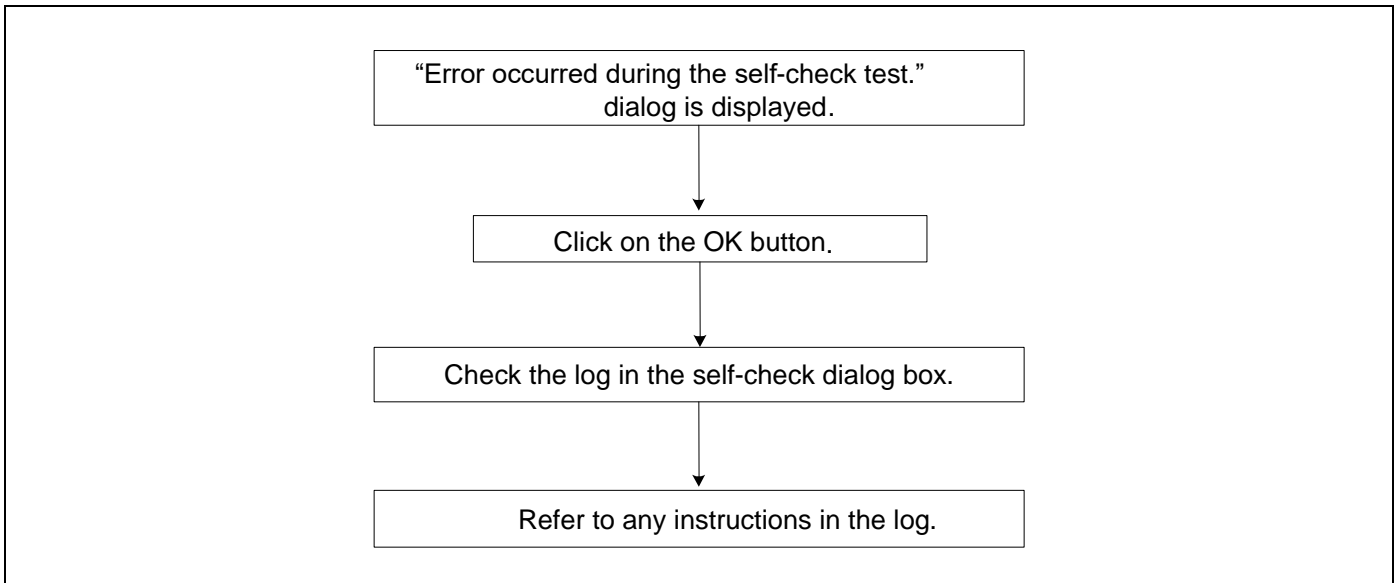 “Error occurred during the self-check test.”
dialog is displayed.
Click on the OK button.
Check the log in the self-check dialog box.
Refer to any instructions in the log.